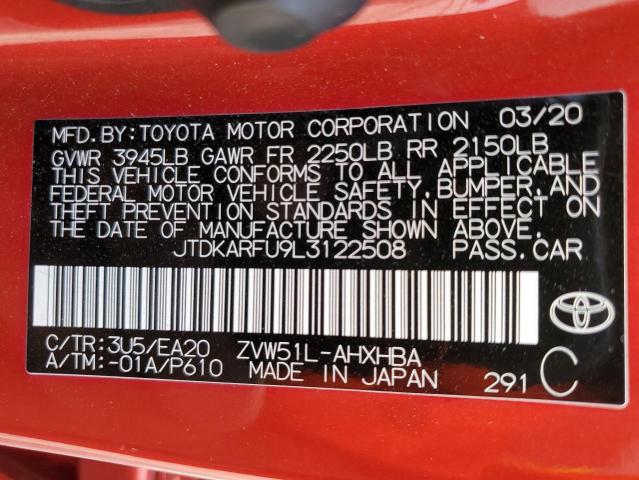 MFD.BY:TOYOTA MOTOR CORPORATION 03/20
GVWR 3945LB GAWR FR 2250LB RR 2150LB
THIS VEHICLE CONFORMS TO ALL APPLICABLE
FEDERAL MOTOR VEHICLE SAFETY,BUMPER,AND
THEFT PREVENTION STANDARDS IN EFFECT ON
THE DATE OF MANUFACTURE SHOWN ABOVE.
JTDKARFU9L3122508 PASS.CAR
C/TR:3U5/EA20 ZVW51L-AHXHBA
A/TM:-01A/P610 MADE IN JAPAN 291 C